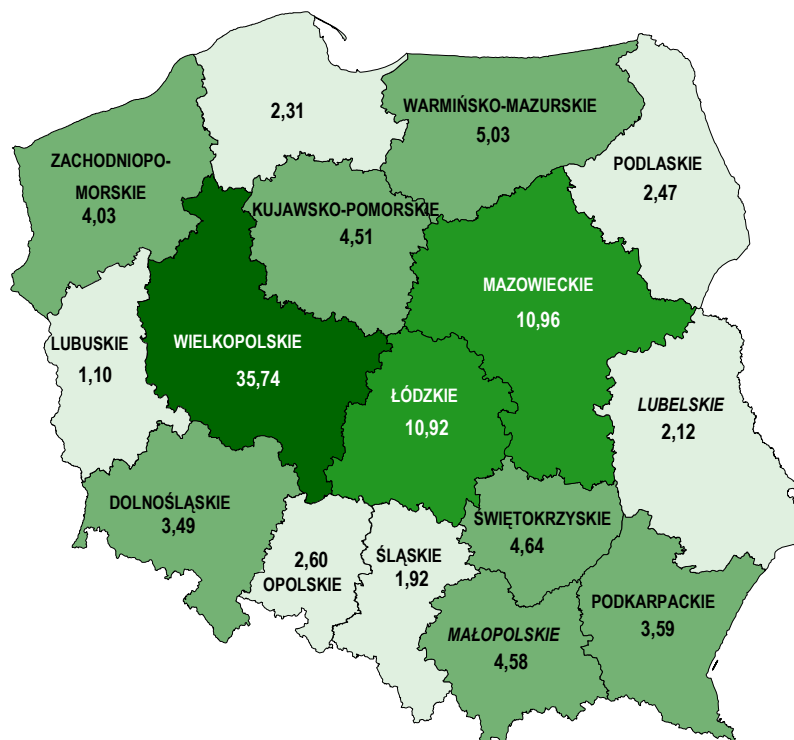 2,31
WARMIŃSKO-MAZURSKIE
5,03
ZACHODNIOPO-
MORSKIE
4,03
PODLASKIE
2,47
KUJAWSKO-POMORSKIE
4,51
MAZOWIECKIE
10,96
LUBUSKIE
1,10
WIELKOPOLSKIE
35,74
ŁÓDZKIE
10,92
LUBELSKIE
2,12
DOLNOŚLĄSKIE
3,49
ŚWIĘTOKRZYSKIE
4,64
2,60
OPOLSKIE
ŚLĄSKIE
1,92
PODKARPACKIE
3,59
MAŁOPOLSKIE
4,58